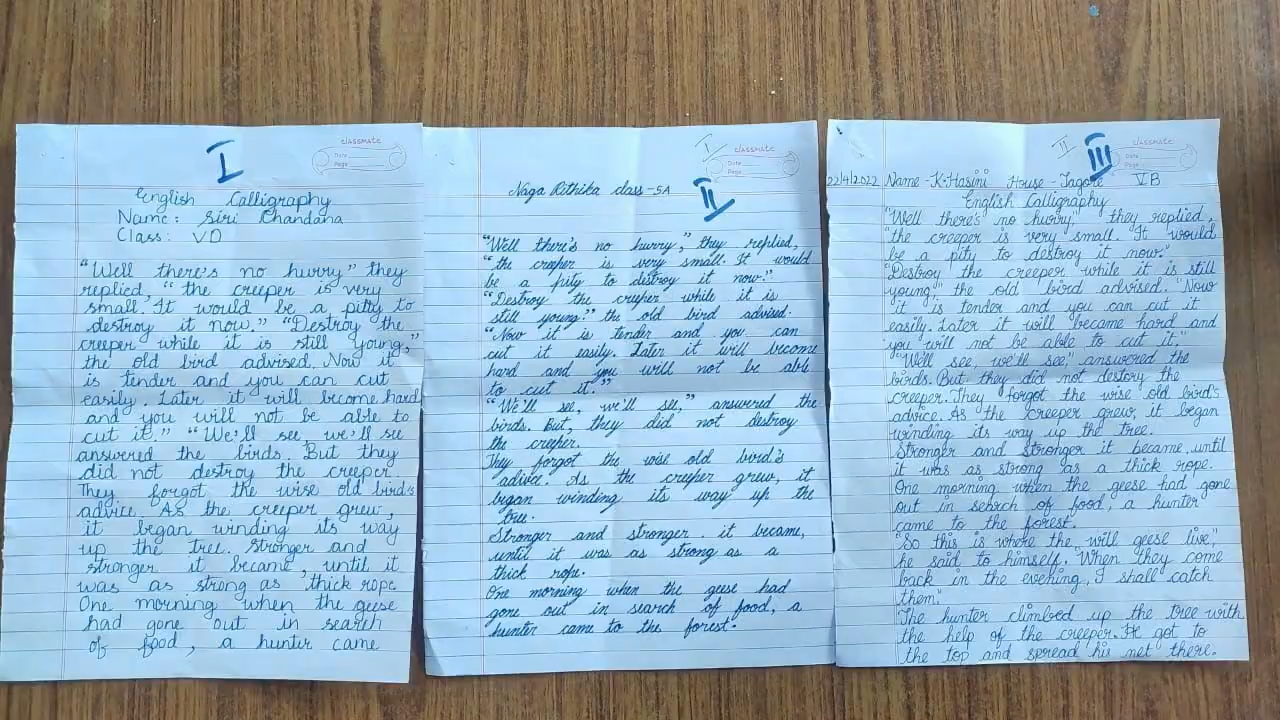 I
classmate
Date
Page
English Calligraphy
Name: Siri Chandana
Class: VD
"Well there's no hurry" they
replied, "the creeper is very
small. It would be a pitty to
destroy it now." "Destroy the
creeper while it is still young,"
the old bird advised. Now it
is tender and you can cut
easily. Later it will become hard
and you will not be able to
cut it." "We'll see, we'll see
answered the birds. But they
did not destroy the creeper.
They forgot the wise old bird's
advice. As the creeper grew,
it began winding its way
up the tree. Stronger and
stronger it became, until it
was as strong as thick rope
One morning when the geese
had gone out in search
of food, a hunter came
I
classmate
Date
Page
Naga Rithika class -5A
II
"Well there's no hurry," they replied,
"the creeper is very small. It would
be a pity to destroy it now."
"Destroy the creeper while it is
still young?" the old bird advised.
"Now it is tender and you can
cut it easily. Later it will become
hard and you will not be able
to cut it."
"We'll see, we'll see," answered the
birds. But, they did not destroy
the creeper.
They forgot the wise old bird's
advice. As the creeper grew, it
began winding its way up the
tree.
Stronger and stronger it became,
until it was as strong as a
thick rope.
One morning when the geese had
gone out in search of food, a
hunter came to the forest.
II
III
classmate
Date
Page
22/4/2022 Name - K.Hasini House - Tagore VB
English Calligraphy
"Well there's no hurry" they replied,
"the creeper is very small. It would
be a pity to destroy it now."
"Destroy the creeper while it is still
young," the old bird advised. "Now
it is tender and you can cut it
easily. Later it will became hard and
you will not be able to cut it."
"We'll see, we'll see," answered the
birds. But they did not destory the
creeper. They forgot the wise old bird's
advice. As the creeper grew, it began
winding its way up the tree.
Stronger and stronger it became, until
it was as strong as a thick rope.
One morning when the geese had gone
out in search of food, a hunter
came to the forest.
"So this is where the will geese live,"
he said to himself. "When they come
back in the evening, I shall catch
them."
"The hunter climbed up the tree with
the help of the creeper. He got to
the top and spread his net there.